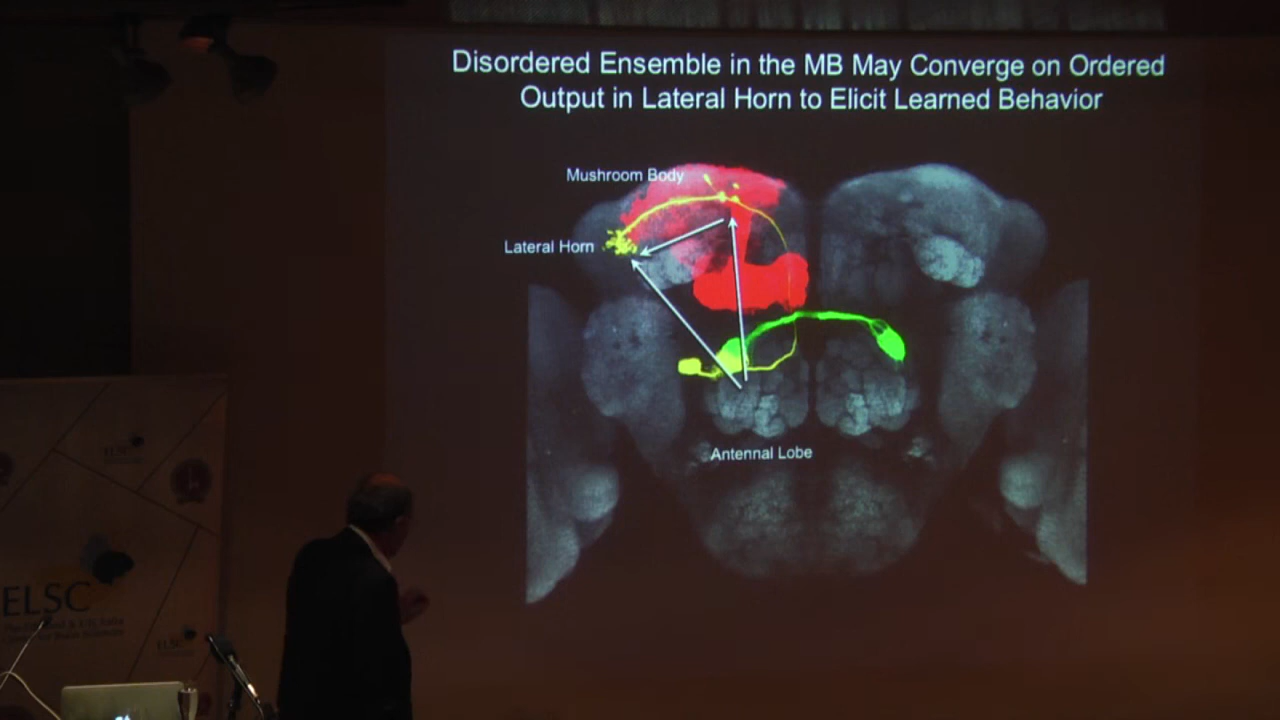 Disordered Ensemble in the MB May Converge on Ordered
Output in Lateral Horn to Elicit Learned Behavior
Mushroom Body
Lateral Horn
Antennal Lobe
ELSC